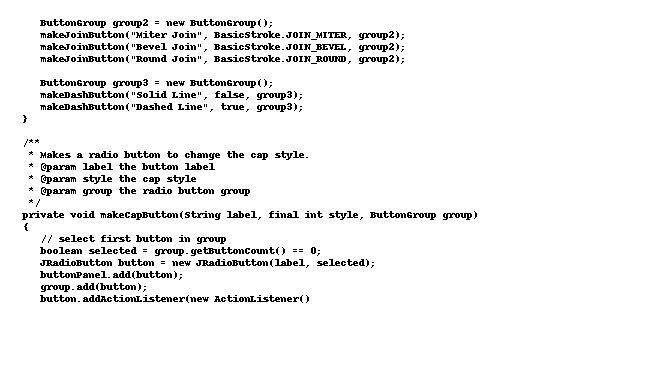 ButtonGroup group2 = new ButtonGroup();
makeJoinButton("Miter Join", BasicStroke.JOIN_MITER, group2);
makeJoinButton("Bevel Join", BasicStroke.JOIN_BEVEL, group2);
makeJoinButton("Round Join", BasicStroke.JOIN_ROUND, group2);

ButtonGroup group3 = new ButtonGroup();
makeDashButton("Solid Line", false, group3);
makeDashButton("Dashed Line", true, group3);
}

/**
* Makes a radio button to change the cap style.
* @param label the button label
* @param style the cap style
* @param group the radio button group
*/
private void makeCapButton(String label, final int style, ButtonGroup group)
{
// select first button in group
boolean selected = group.getButtonCount() == 0;
JRadioButton button = new JRadioButton(label, selected);
buttonPanel.add(button);
group.add(button);
button.addActionListener(new ActionListener()